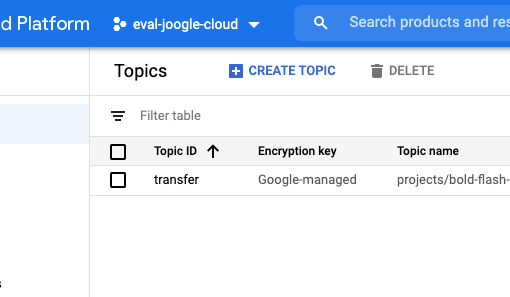 d Platform eval-joogle-cloud Search products and res
Topics CREATE TOPIC DELETE
Filter table
Topic ID Encryption key Topic name
transfer Google-managed projects/bold-flash-
s